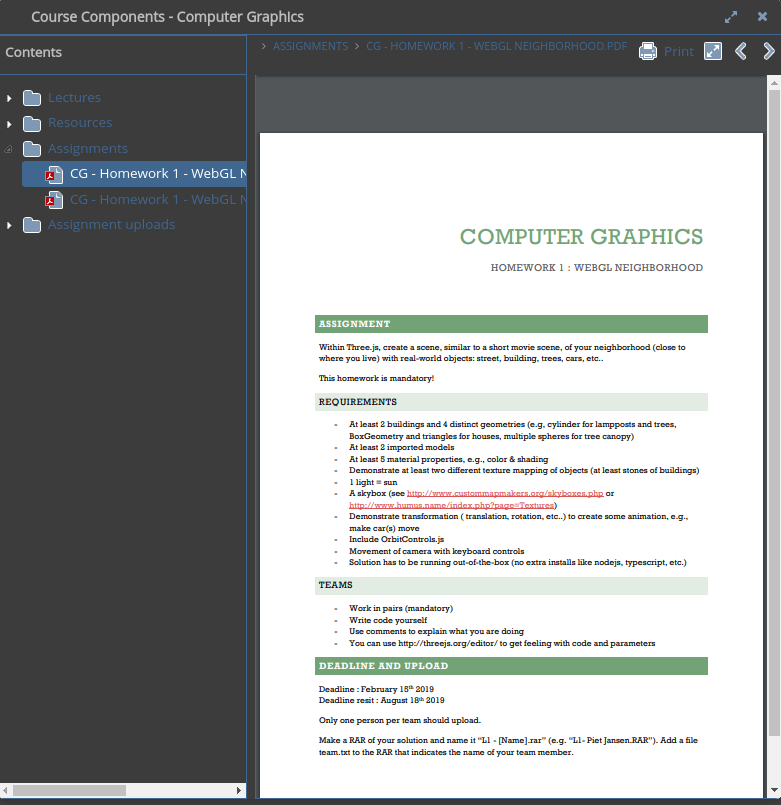 Course Components - Computer Graphics
Contents
› ASSIGNMENTS › CG - HOMEWORK 1 - WEBGL NEIGHBORHOOD.PDF
Print
Lectures
Resources
Assignments
CG - Homework 1 - WebGL N
CG - Homework 1 - WebGL N
Assignment uploads
COMPUTER GRAPHICS
HOMEWORK 1 : WEBGL NEIGHBORHOOD
ASSIGNMENT
Within Three.js, create a scene, similar to a short movie scene, of your neighborhood (close to
where you live) with real-world objects: street, building, trees, cars, etc..
This homework is mandatory!
REQUIREMENTS
- At least 2 buildings and 4 distinct geometries (e.g, cylinder for lampposts and trees,
BoxGeometry and triangles for houses, multiple spheres for tree canopy)
- At least 2 imported models
- At least 5 material properties, e.g., color & shading
- Demonstrate at least two different texture mapping of objects (at least stones of buildings)
- 1 light = sun
- A skybox (see http://www.custommapmakers.org/skyboxes.php or
http://www.humus.name/index.php?page=Textures)
- Demonstrate transformation ( translation, rotation, etc..) to create some animation, e.g.,
make car(s) move
- Include OrbitControls.js
- Movement of camera with keyboard controls
- Solution has to be running out-of-the-box (no extra installs like nodejs, typescript, etc.)
TEAMS
- Work in pairs (mandatory)
- Write code yourself
- Use comments to explain what you are doing
- You can use http://threejs.org/editor/ to get feeling with code and parameters
DEADLINE AND UPLOAD
Deadline : February 15th 2019
Deadline resit : August 18th 2019
Only one person per team should upload.
Make a RAR of your solution and name it “L1 - [Name].rar” (e.g. “L1- Piet Jansen.RAR”). Add a file
team.txt to the RAR that indicates the name of your team member.